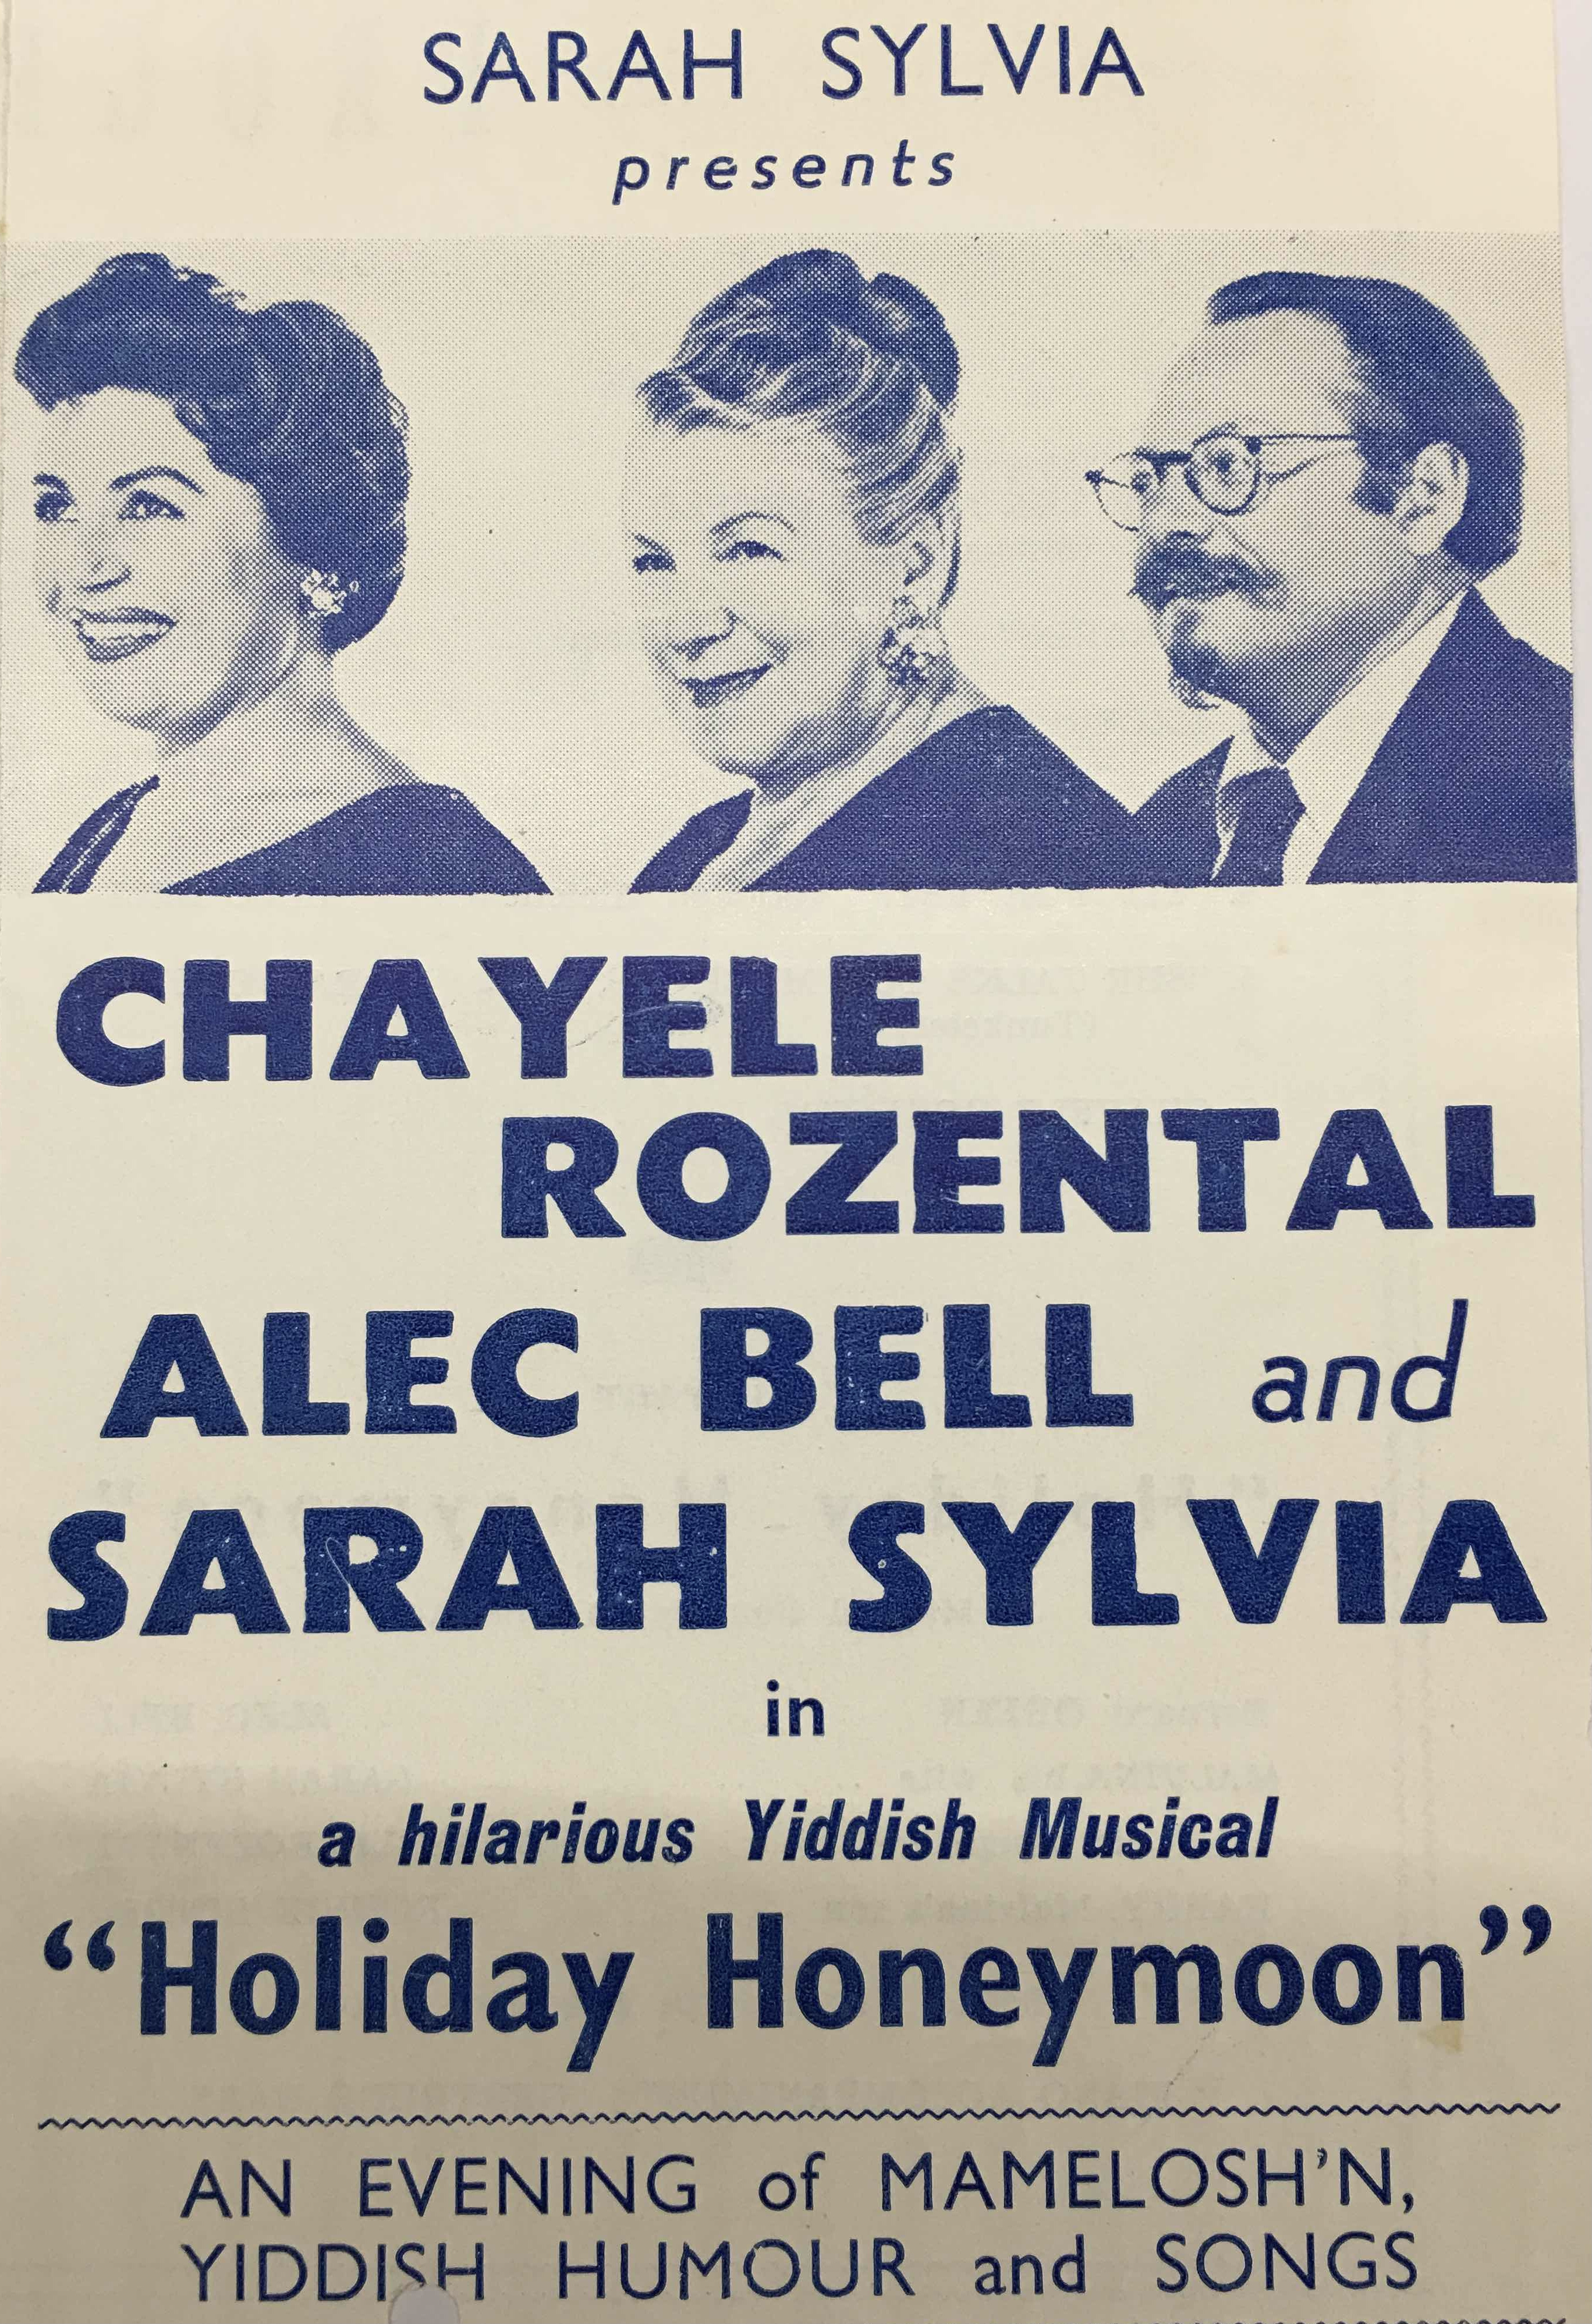 SARAH SYLVIA
presents
CHAYELE
ROZENTAL
ALEC BELL and
SARAH SYLVIA
in
a hilarious Yiddish Musical
“Holiday Honeymoon”
AN EVENING of MAMELOSH’N,
YIDDISH HUMOUR and SONGS